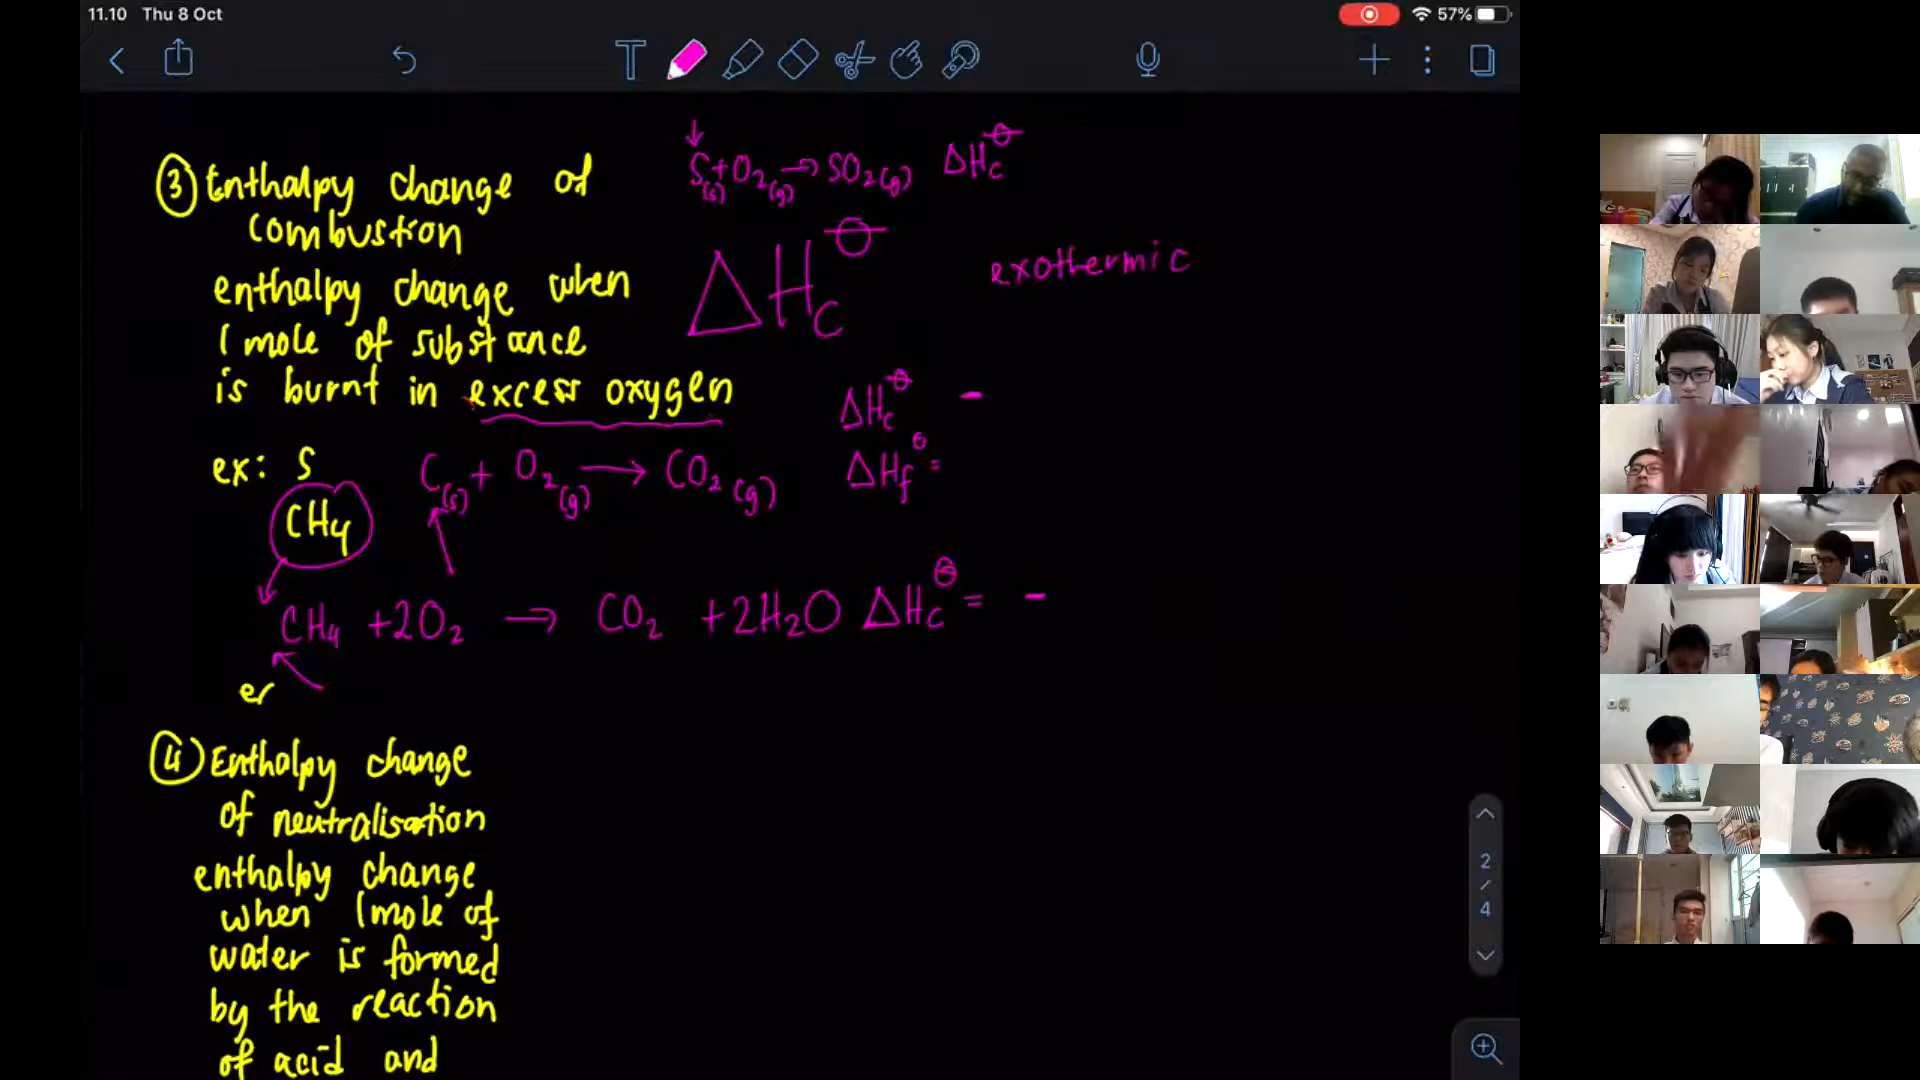 11.10 Thu 8 Oct
57%
T
③ Enthalpy change of
combustion
enthalpy change when
1 mole of substance
is burnt in excess oxygen
ex: S
CH4
S(s) + O2(g) → SO2(g) ΔHc⦵
ΔHc⦵
exothermic
ΔHc⦵ -
C(s) + O2(g) → CO2(g) ΔHf⦵ =
CH4 + 2O2 → CO2 + 2H2O ΔHc⦵ = -
er
④ Enthalpy change
of neutralisation
enthalpy change
when 1 mole of
water is formed
by the reaction
of acid and
2
/
4